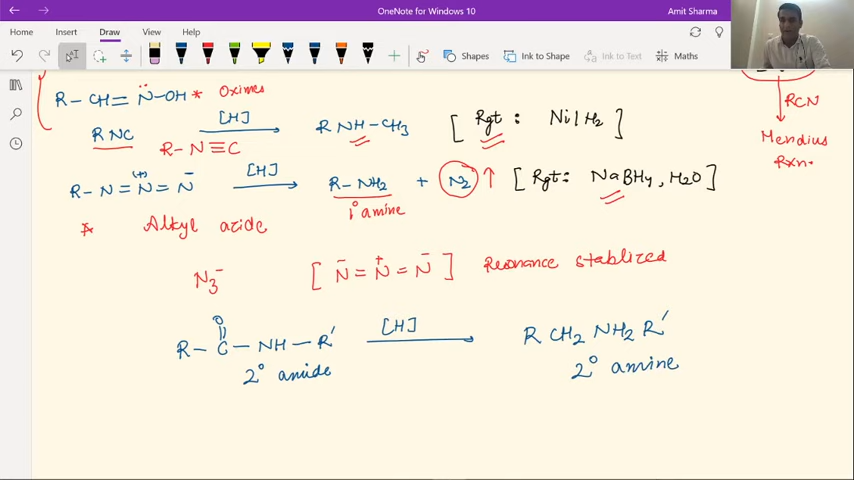 OneNote for Windows 10
Amit Sharma
Home Insert Draw View Help
Shapes Ink to Shape Ink to Text Maths
R-CH=N̈-OH * Oximes
RNC [H] R NH-CH3 [Rgt: Ni/H2]
R-N≡C
RCN
Mendius
Rxn.
R-N=N(+)=N⁻ [H] R-NH2 + N2 ↑ [Rgt: NaBH4, H2O]
1° amine
* Alkyl azide
N3⁻ [N⁻=N⁺=N⁻] Resonance stablized
O
R-C-NH-R' [H] R CH2 NH2 R'
2° amide 2° amine